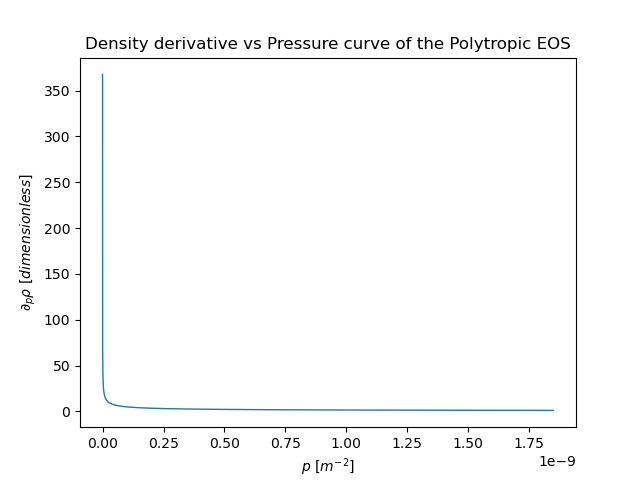 Density derivative vs Pressure curve of the Polytropic EOS
350
300
250
200
150
100
50
0
∂ₚρ [dimensionless]
0.00 0.25 0.50 0.75 1.00 1.25 1.50 1.75
1e−9
p [m⁻²]